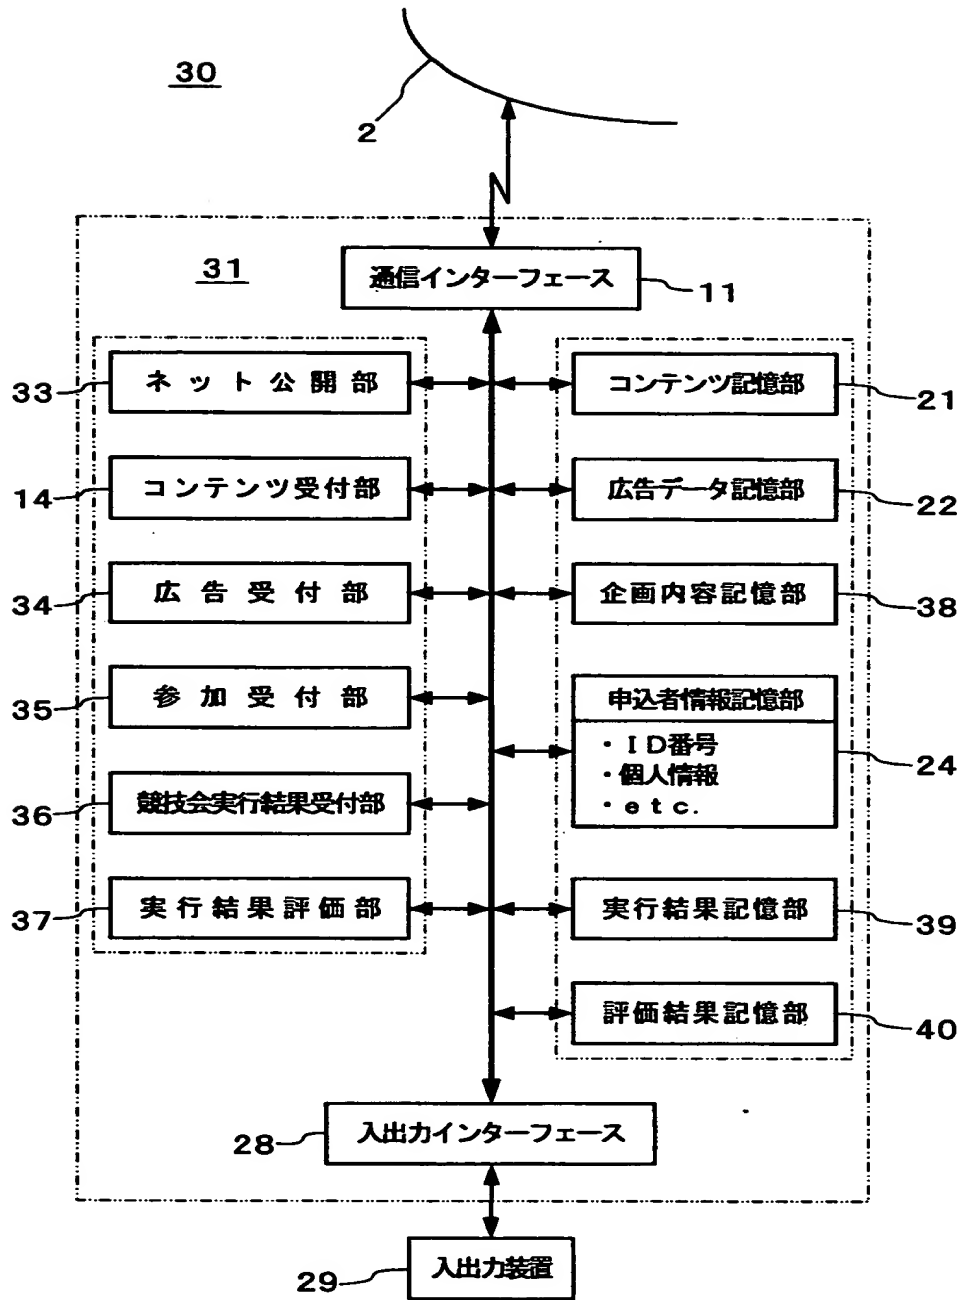 30
2
31
通信インターフェース
11
33
ネット公開部
コンテンツ記憶部
21
14
コンテンツ受付部
広告データ記憶部
22
34
広告受付部
企画内容記憶部
38
35
参加受付部
申込者情報記憶部
・ID番号
・個人情報
・etc.
24
36
競技会実行結果受付部
37
実行結果評価部
実行結果記憶部
39
評価結果記憶部
40
28
入出力インターフェース
29
入出力装置